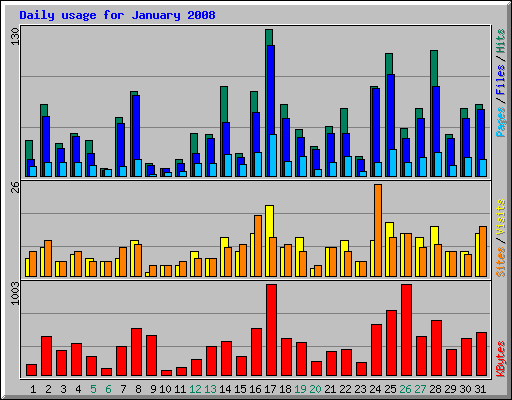 Daily usage for January 2008
130
Pages / Files / Hits
26
Sites / Visits
1003
KBytes
1 2 3 4 5 6 7 8 9 10 11 12 13 14 15 16 17 18 19 20 21 22 23 24 25 26 27 28 29 30 31